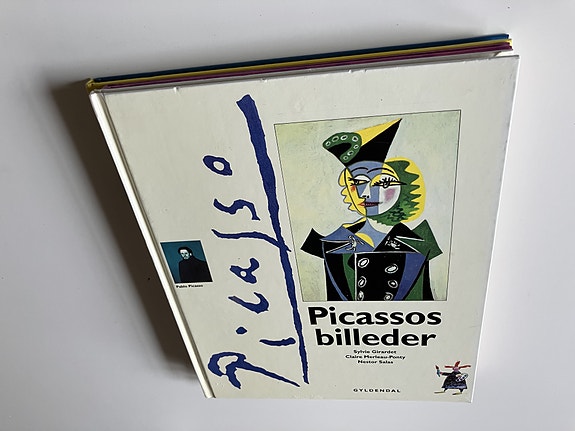 Picasso
Pablo Picasso
Picassos
billeder
Sylvie Girardet
Claire Merleau-Ponty
Nestor Salas
GYLDENDAL